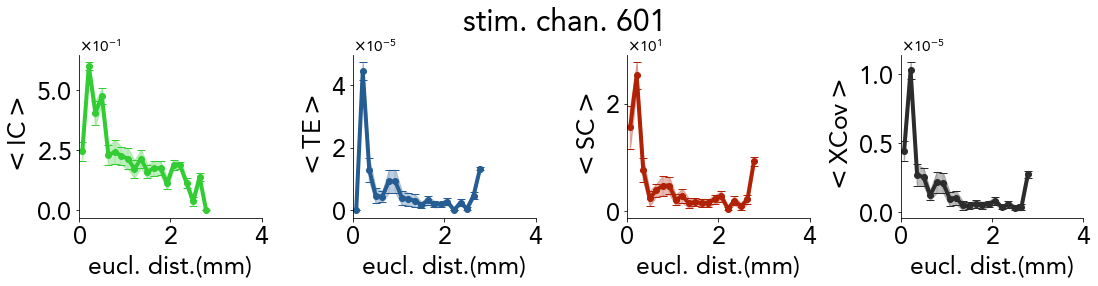 stim. chan. 601
×10⁻¹
< IC >
5.0
2.5
0.0
0 2 4
eucl. dist.(mm)
×10⁻⁵
< TE >
4
2
0
0 2 4
eucl. dist.(mm)
×10¹
< SC >
2
0
0 2 4
eucl. dist.(mm)
×10⁻⁵
< XCov >
1.0
0.5
0.0
0 2 4
eucl. dist.(mm)